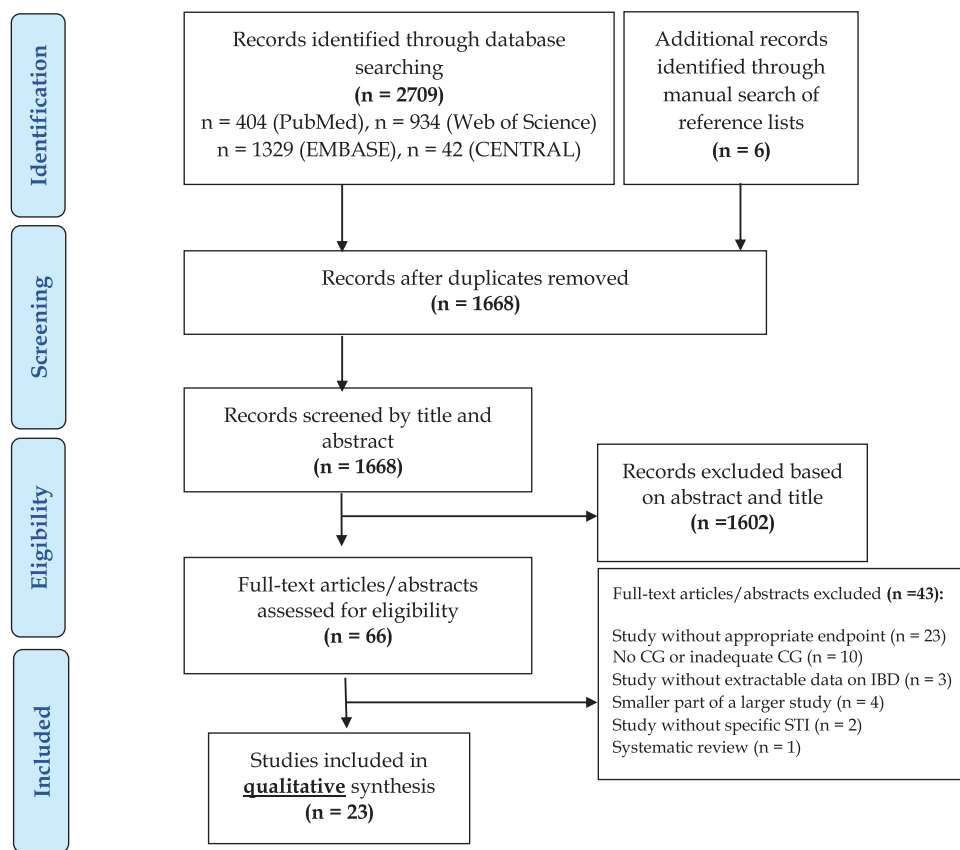 Identification
Records identified through database
searching
(n = 2709)
n = 404 (PubMed), n = 934 (Web of Science)
n = 1329 (EMBASE), n = 42 (CENTRAL)
Additional records
identified through
manual search of
reference lists
(n = 6)
Screening
Records after duplicates removed
(n = 1668)
Records screened by title and
abstract
(n = 1668)
Eligibility
Records excluded based
on abstract and title
(n =1602)
Full-text articles/abstracts
assessed for eligibility
(n = 66)
Full-text articles/abstracts excluded (n =43):
Study without appropriate endpoint (n = 23)
No CG or inadequate CG (n = 10)
Study without extractable data on IBD (n = 3)
Smaller part of a larger study (n = 4)
Study without specific STI (n = 2)
Systematic review (n = 1)
Included
Studies included in
qualitative synthesis
(n = 23)